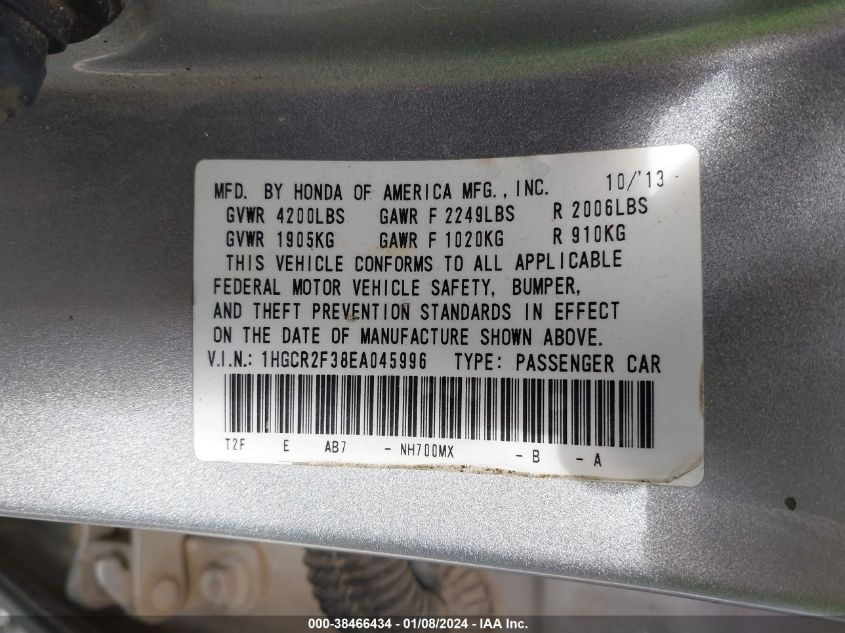 MFD. BY HONDA OF AMERICA MFG., INC. 10/'13
GVWR 4200LBS GAWR F 2249LBS R 2006LBS
GVWR 1905KG GAWR F 1020KG R 910KG
THIS VEHICLE CONFORMS TO ALL APPLICABLE
FEDERAL MOTOR VEHICLE SAFETY, BUMPER,
AND THEFT PREVENTION STANDARDS IN EFFECT
ON THE DATE OF MANUFACTURE SHOWN ABOVE.
V.I.N.: 1HGCR2F38EA045996 TYPE: PASSENGER CAR
T2F E AB7 - NH700MX - B - A
000-38466434 - 01/08/2024 - IAA Inc.